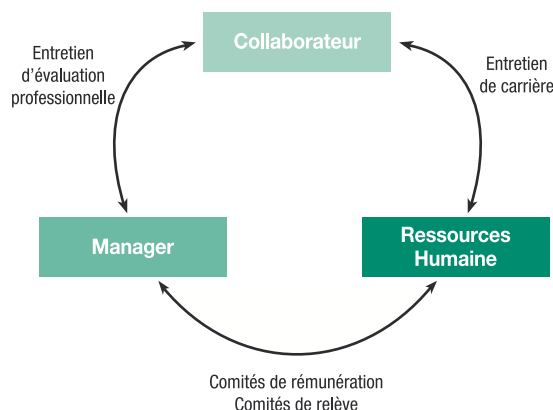 Collaborateur
Entretien
d'évaluation
professionnelle
Entretien
de carrière
Manager
Ressources
Humaine
Comités de rémunération
Comités de relève